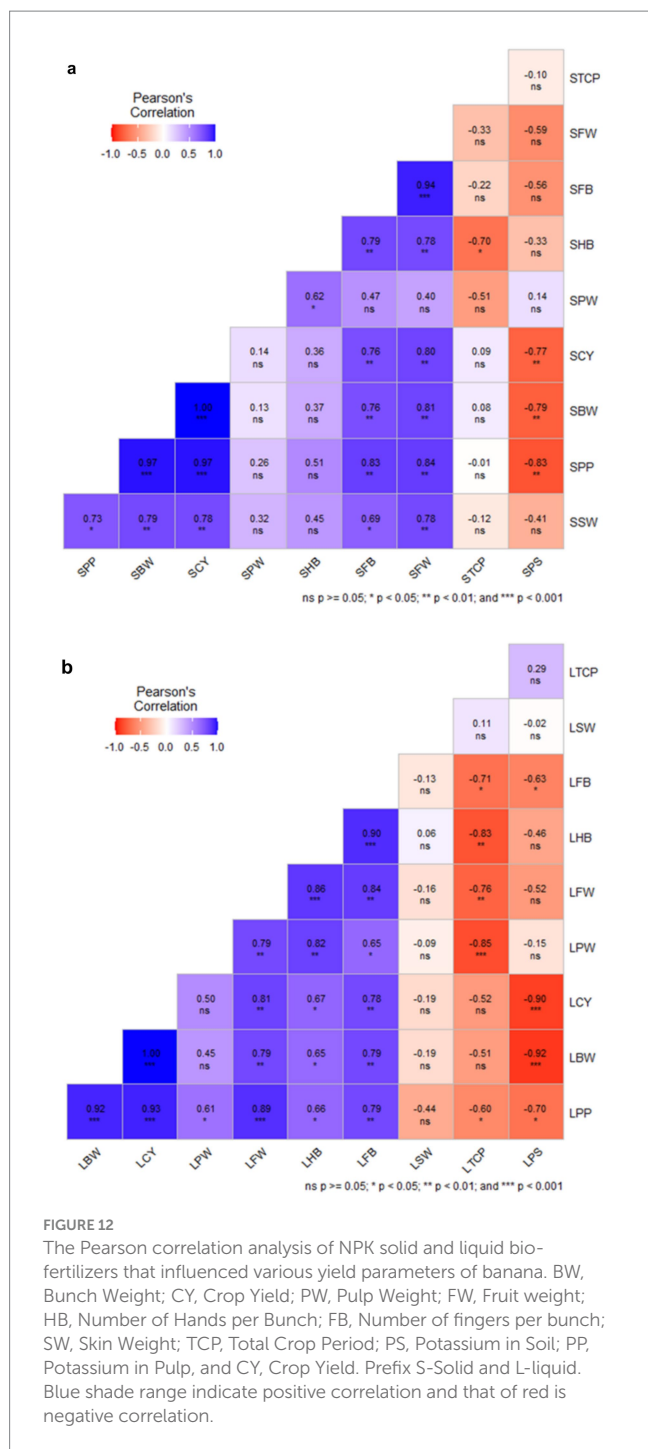 a
Pearson's
Correlation
-1.0 -0.5 0.0 0.5 1.0
-0.10 STCP
ns
-0.33 -0.59 SFW
ns ns
0.94 -0.22 -0.56 SFB
*** ns ns
0.79 0.78 -0.70 -0.33 SHB
** ** * ns
0.62 0.47 0.40 -0.51 0.14 SPW
* ns ns ns ns
0.14 0.36 0.76 0.80 0.09 -0.77 SCY
ns ns ** ** ns **
1.00 0.13 0.37 0.76 0.81 0.08 -0.79 SBW
*** ns ns ** ** ns **
0.97 0.97 0.26 0.51 0.83 0.84 -0.01 -0.83 SPP
*** *** ns ns ** ** ns **
0.73 0.79 0.78 0.32 0.45 0.69 0.78 -0.12 -0.41 SSW
* ** ** ns ns * ** ns ns
SPP SBW SCY SPW SHB SFB SFW STCP SPS
ns p >= 0.05; * p < 0.05; ** p < 0.01; and *** p < 0.001
b
Pearson's
Correlation
-1.0 -0.5 0.0 0.5 1.0
0.29 LTCP
ns
0.11 -0.02 LSW
ns ns
-0.13 -0.71 -0.63 LFB
ns * *
0.90 0.06 -0.83 -0.46 LHB
*** ns ** ns
0.86 0.84 -0.16 -0.76 -0.52 LFW
*** ** ns ** ns
0.79 0.82 0.65 -0.09 -0.85 -0.15 LPW
** ** * ns *** ns
0.50 0.81 0.67 0.78 -0.19 -0.52 -0.90 LCY
ns ** * ** ns ns ***
1.00 0.45 0.79 0.65 0.79 -0.19 -0.51 -0.92 LBW
*** ns ** * ** ns ns ***
0.92 0.93 0.61 0.89 0.66 0.79 -0.44 -0.60 -0.70 LPP
*** *** * *** * ** ns * *
LBW LCY LPW LFW LHB LFB LSW LTCP LPS
ns p >= 0.05; * p < 0.05; ** p < 0.01; and *** p < 0.001
FIGURE 12
The Pearson correlation analysis of NPK solid and liquid bio-
fertilizers that influenced various yield parameters of banana. BW,
Bunch Weight; CY, Crop Yield; PW, Pulp Weight; FW, Fruit weight;
HB, Number of Hands per Bunch; FB, Number of fingers per bunch;
SW, Skin Weight; TCP, Total Crop Period; PS, Potassium in Soil; PP,
Potassium in Pulp, and CY, Crop Yield. Prefix S-Solid and L-liquid.
Blue shade range indicate positive correlation and that of red is
negative correlation.